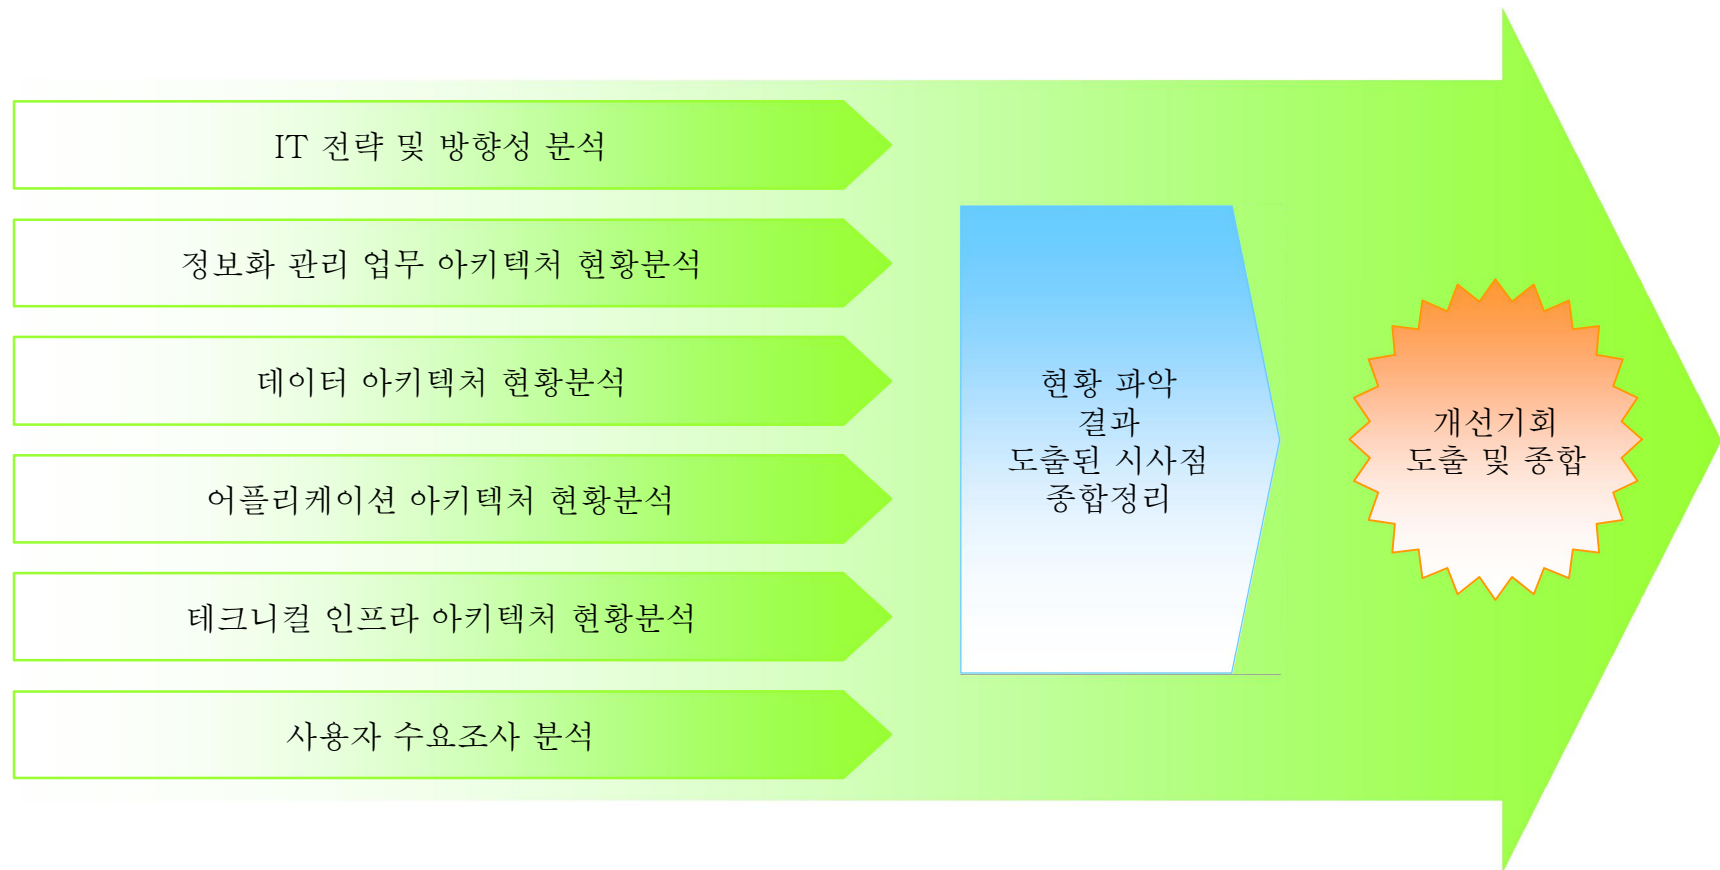 IT 전략 및 방향성 분석
정보화 관리 업무 아키텍처 현황분석
데이터 아키텍처 현황분석
어플리케이션 아키텍처 현황분석
테크니컬 인프라 아키텍처 현황분석
사용자 수요조사 분석
현황 파악
결과
도출된 시사점
종합정리
개선기회
도출 및 종합